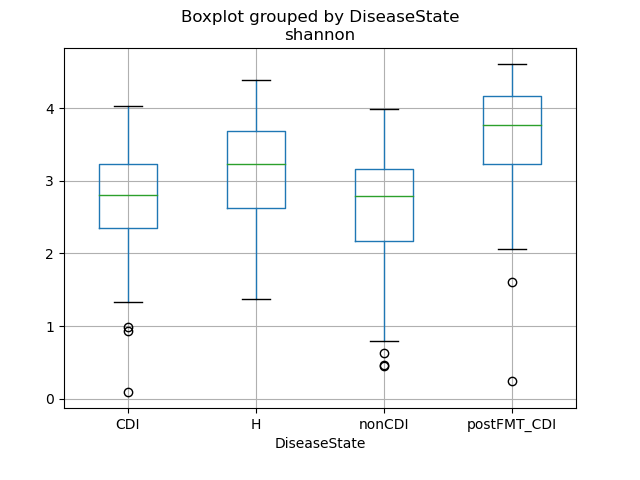 Boxplot grouped by DiseaseState
shannon
4
3
2
1
0
CDI
H
nonCDI
postFMT_CDI
DiseaseState